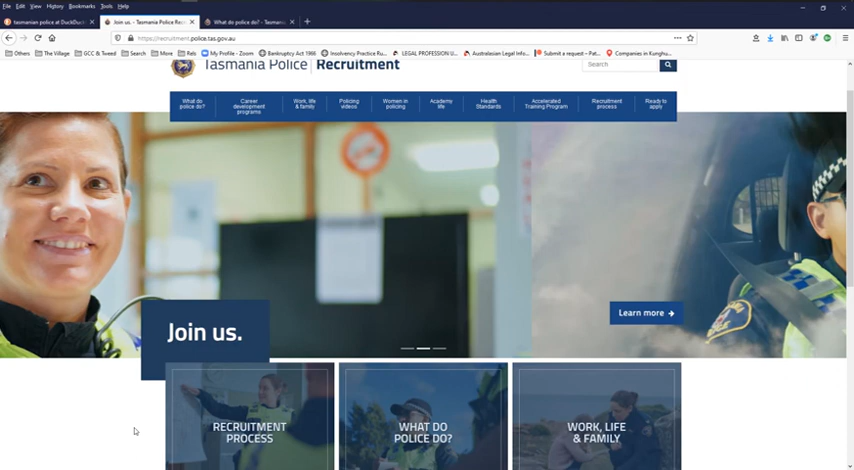 File Edit View History Bookmarks Tools Help
tasmanian police at DuckDuck
Join us. - Tasmania Police Recr
What do police do? - Tasmani
https://recruitment.police.tas.gov.au
Others The Village GCC & Tweed Search More Rels My Profile - Zoom Bankruptcy Act 1966 Insolvency Practice Ru... LEGAL PROFESSION U... Australasian Legal Info... Submit a request – Pat... Companies in Kunghu...
Tasmania Police Recruitment
Search
What do
police do?
Career
development
programs
Work, life
& family
Policing
videos
Women in
policing
Academy
life
Health
Standards
Accelerated
Training Program
Recruitment
process
Ready to
apply
Learn more
Join us.
RECRUITMENT
PROCESS
WHAT DO
POLICE DO?
WORK, LIFE
& FAMILY